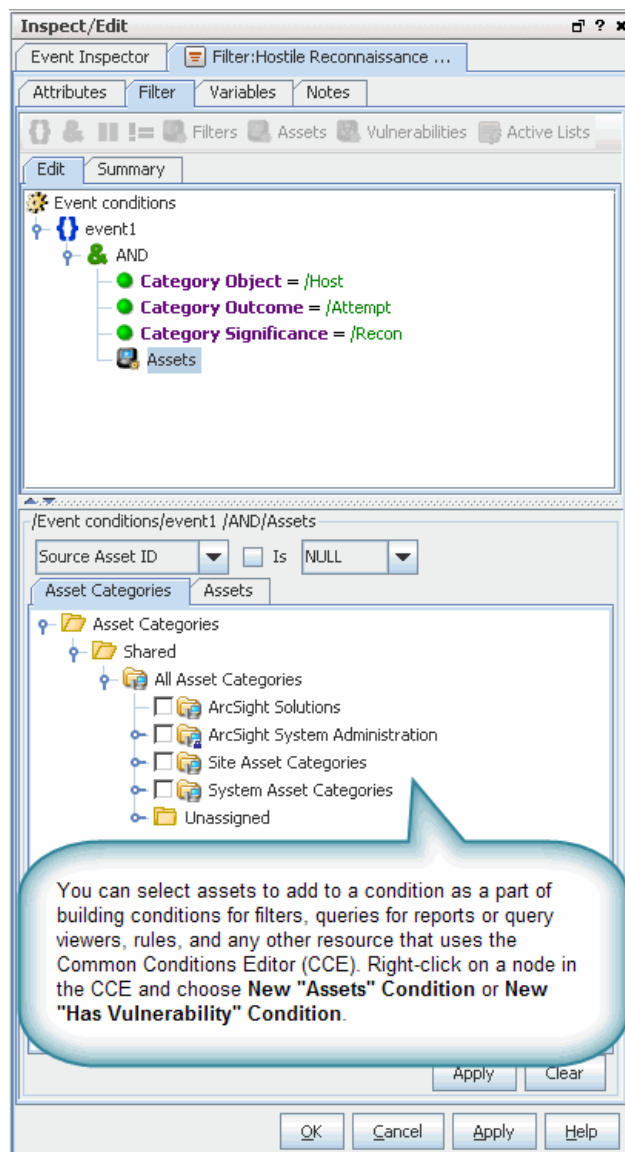 Inspect/Edit
Event Inspector Filter:Hostile Reconnaissance ...
Attributes Filter Variables Notes
Filters Assets Vulnerabilities Active Lists
Edit Summary
Event conditions
event1
AND
Category Object = /Host
Category Outcome = /Attempt
Category Significance = /Recon
Assets
/Event conditions/event1 /AND/Assets
Source Asset ID Is NULL
Asset Categories Assets
Asset Categories
Shared
All Asset Categories
ArcSight Solutions
ArcSight System Administration
Site Asset Categories
System Asset Categories
Unassigned
You can select assets to add to a condition as a part of
building conditions for filters, queries for reports or query
viewers, rules, and any other resource that uses the
Common Conditions Editor (CCE). Right-click on a node in
the CCE and choose New "Assets" Condition or New
"Has Vulnerability" Condition.
Apply Clear
OK Cancel Apply Help